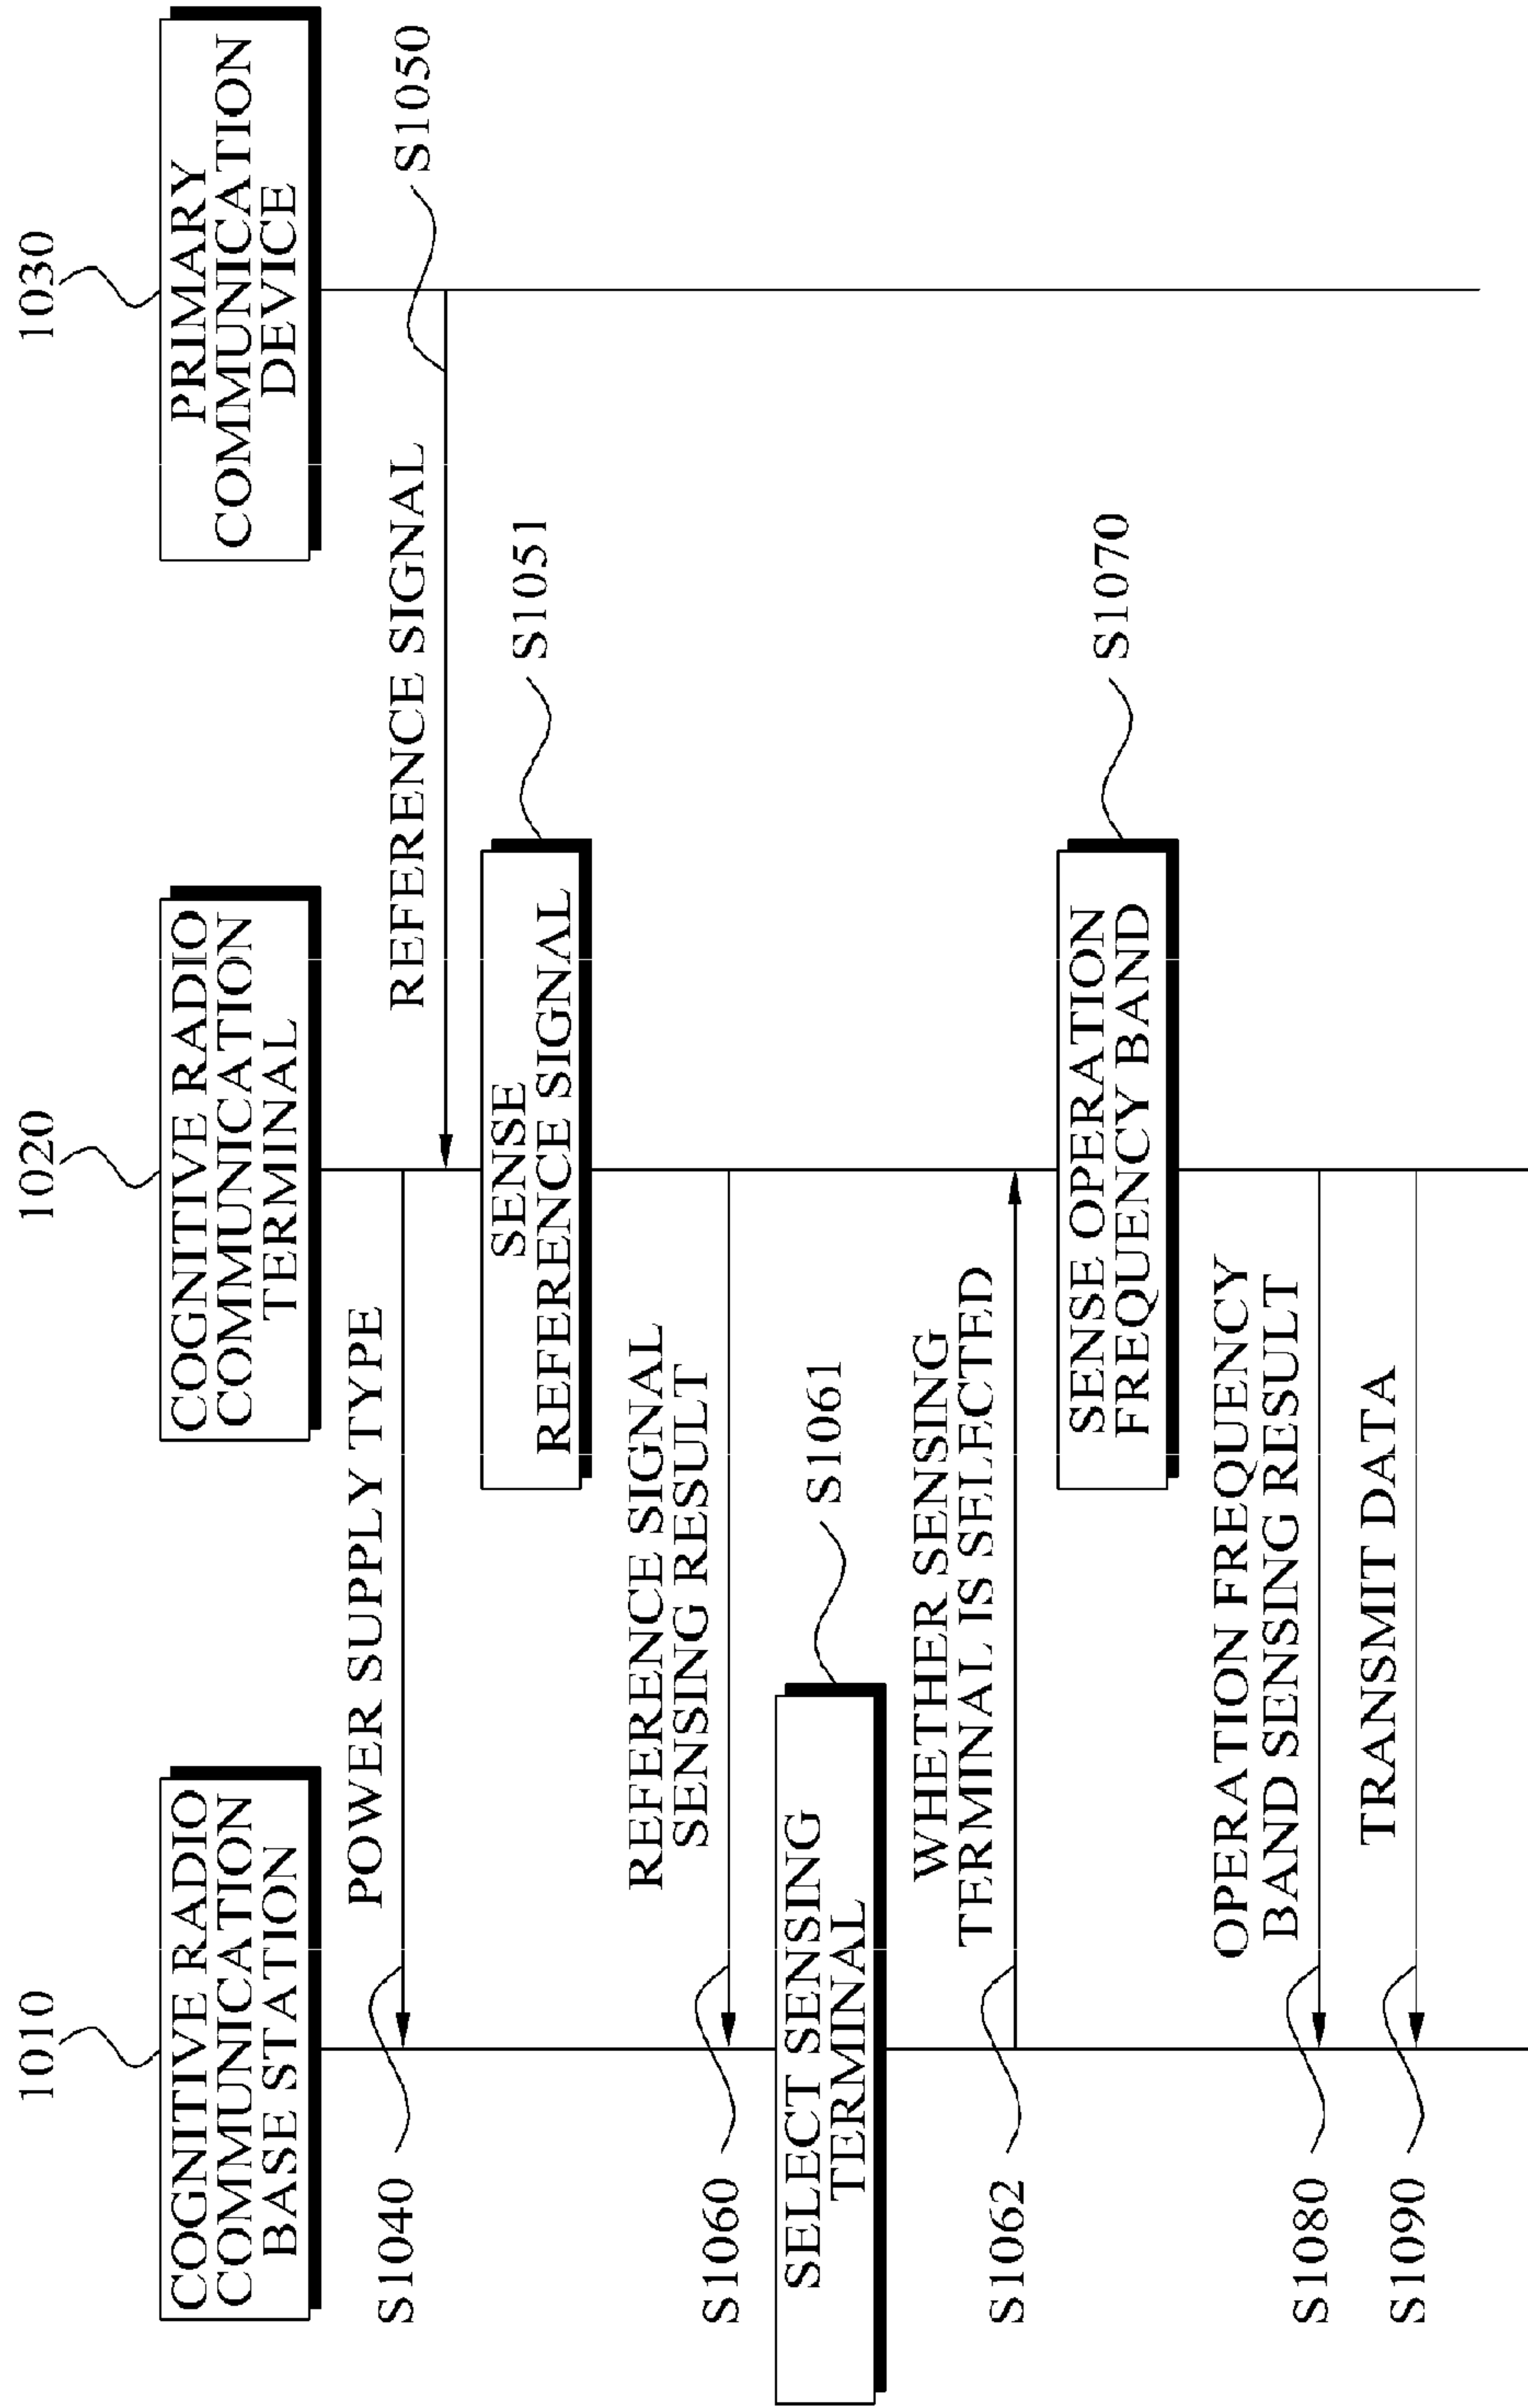 1010
1020
1030
COGNITIVE RADIO
COMMUNICATION
BASE STATION
COGNITIVE RADIO
COMMUNICATION
TERMINAL
PRIMARY
COMMUNICATION
DEVICE
POWER SUPPLY TYPE
S1040
REFERENCE SIGNAL
S1050
SENSE
REFERENCE SIGNAL
S1051
REFERENCE SIGNAL
SENSING RESULT
S1060
SELECT SENSING
TERMINAL
S1061
WHETHER SENSING
TERMINAL IS SELECTED
S1062
SENSE OPERATION
FREQUENCY BAND
S1070
OPERATION FREQUENCY
BAND SENSING RESULT
S1080
TRANSMIT DATA
S1090